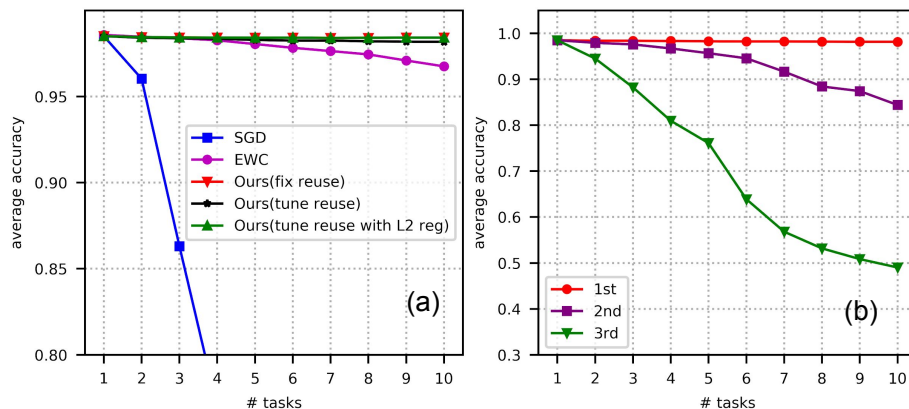 average accuracy
0.95
0.90
0.85
0.80
SGD
EWC
Ours(fix reuse)
Ours(tune reuse)
Ours(tune reuse with L2 reg)
(a)
1 2 3 4 5 6 7 8 9 10
# tasks
average accuracy
1.0
0.9
0.8
0.7
0.6
0.5
0.4
0.3
1st
2nd
3rd
(b)
1 2 3 4 5 6 7 8 9 10
# tasks